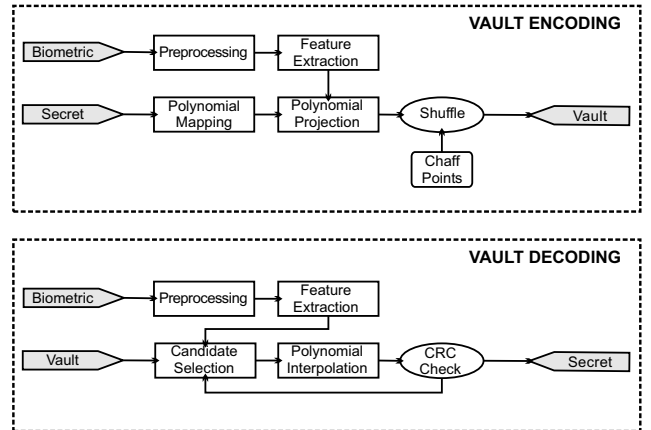 VAULT ENCODING
Biometric
Preprocessing
Feature
Extraction
Secret
Polynomial
Mapping
Polynomial
Projection
Shuffle
Vault
Chaff
Points
VAULT DECODING
Biometric
Preprocessing
Feature
Extraction
Vault
Candidate
Selection
Polynomial
Interpolation
CRC
Check
Secret